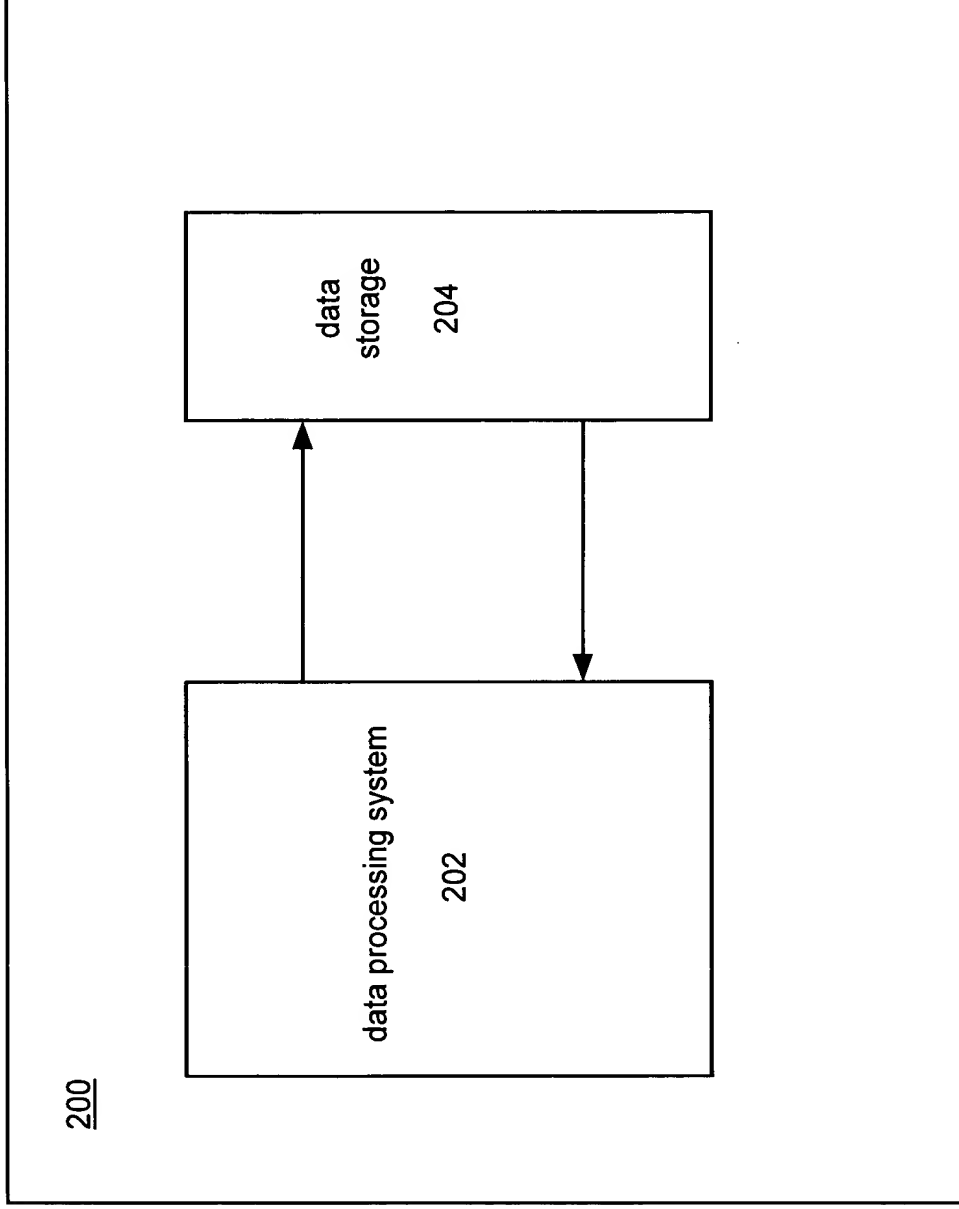 200
data processing system
202
data
storage
204